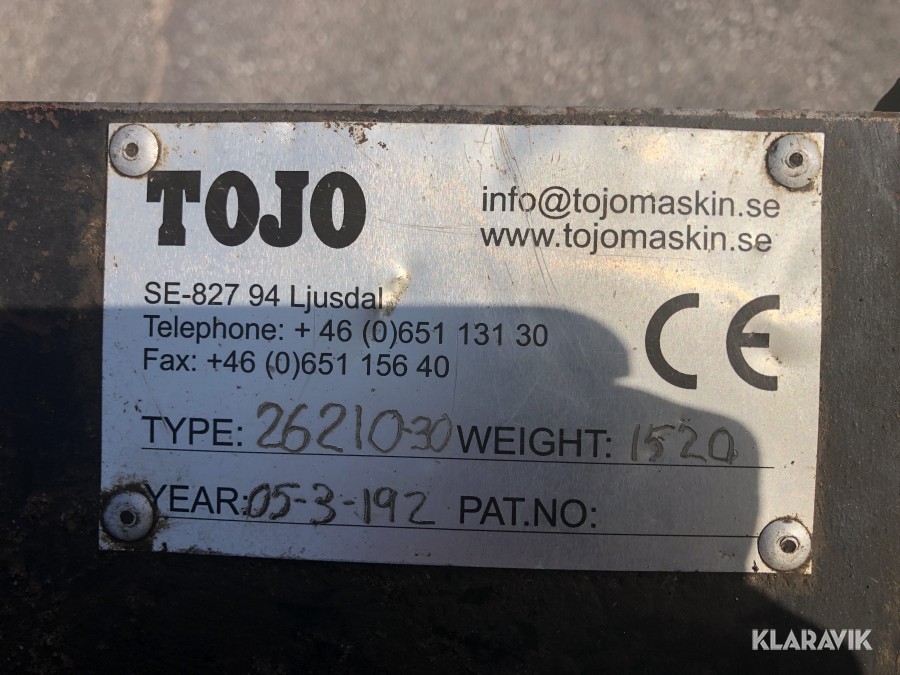 TOJO
info@tojomaskin.se
www.tojomaskin.se
SE-827 94 Ljusdal
Telephone: + 46 (0)651 131 30
Fax: +46 (0)651 156 40
CE
TYPE: 26210-30 WEIGHT: 1520
YEAR: 05-3-192 PAT.NO:
KLARAVIK